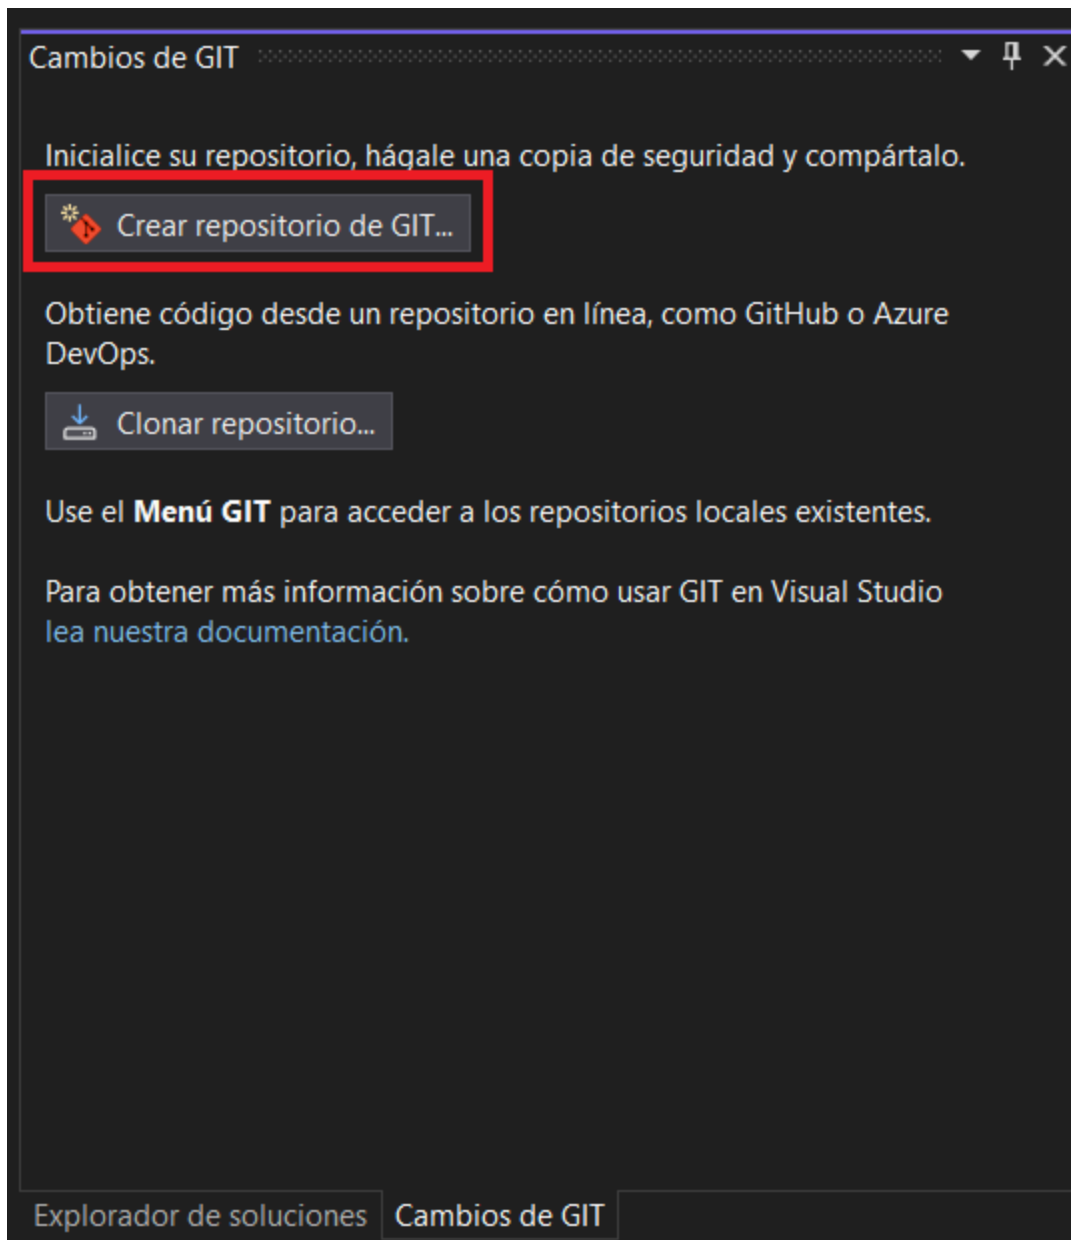 Cambios de GIT
Inicialice su repositorio, hágale una copia de seguridad y compártalo.
Crear repositorio de GIT...
Obtiene código desde un repositorio en línea, como GitHub o Azure
DevOps.
Clonar repositorio...
Use el Menú GIT para acceder a los repositorios locales existentes.
Para obtener más información sobre cómo usar GIT en Visual Studio
lea nuestra documentación.
Explorador de soluciones Cambios de GIT